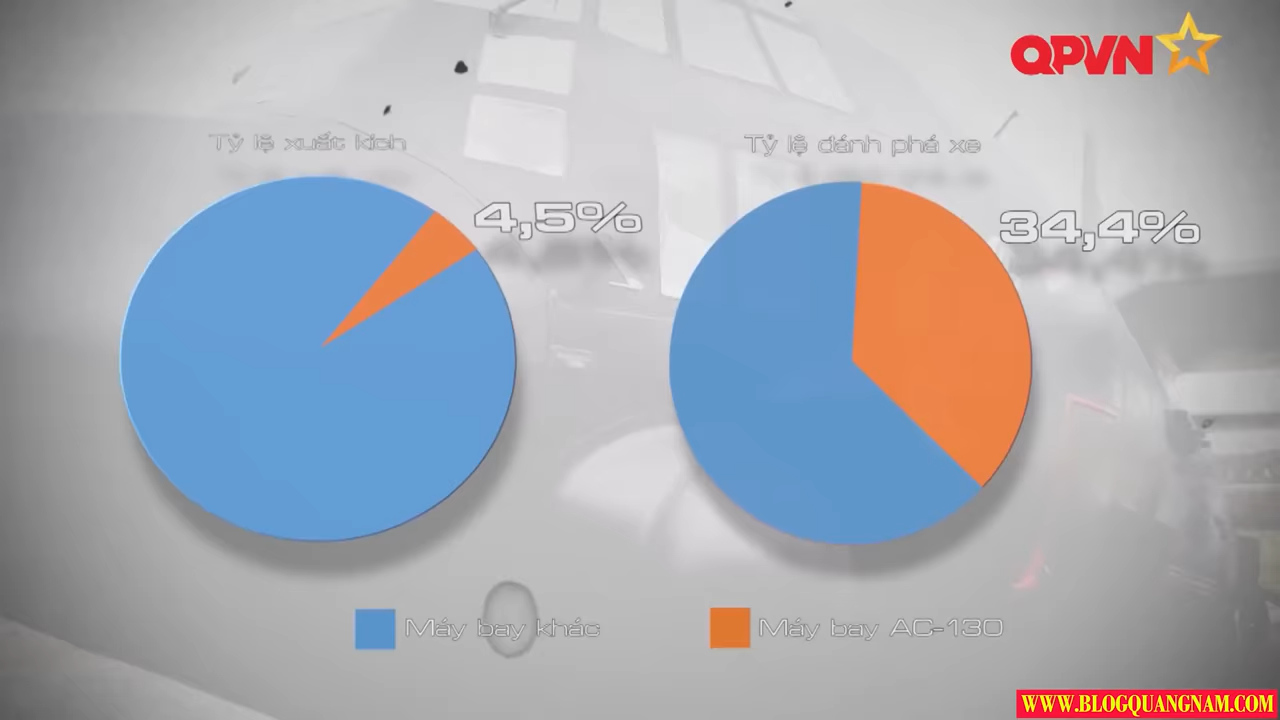 QPVN
Tỷ lệ xuất kích
Tỷ lệ đánh phá xe
4,5%
34,4%
Máy bay khác
Máy bay AC-130
WWW.BLOGQUANGNAM.COM